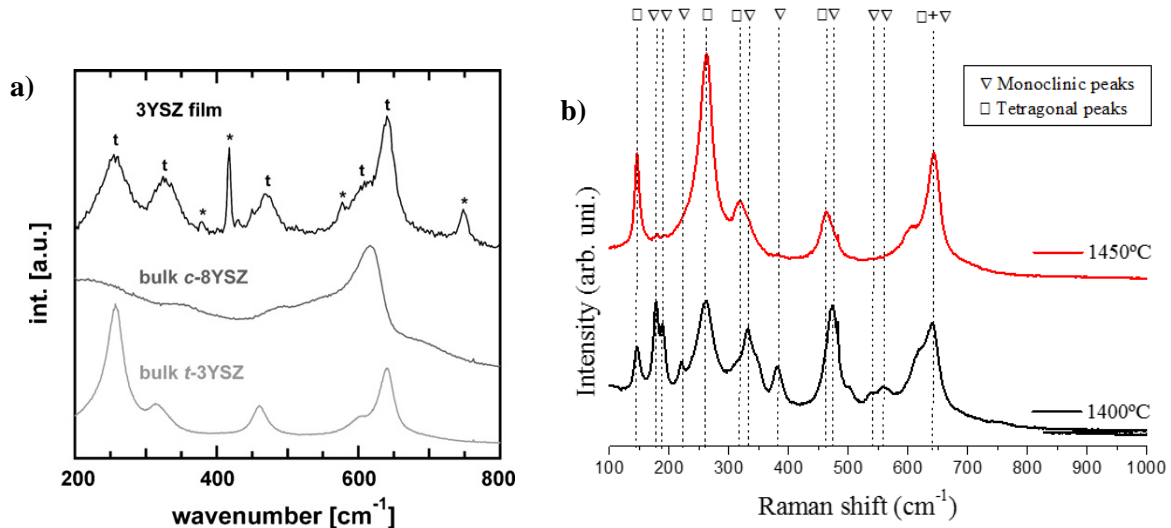 a)
3YSZ film
t
t
*
*
t
*
t
t
*
bulk c-8YSZ
bulk t-3YSZ
int. [a.u.]
200 400 600 800
wavenumber [cm-1]
b)
□ ▽▽ ▽ □ □▽ ▽ □▽ ▽▽ □+▽
▽ Monoclinic peaks
□ Tetragonal peaks
1450ºC
1400ºC
Intensity (arb. uni.)
100 200 300 400 500 600 700 800 900 1000
Raman shift (cm-1)